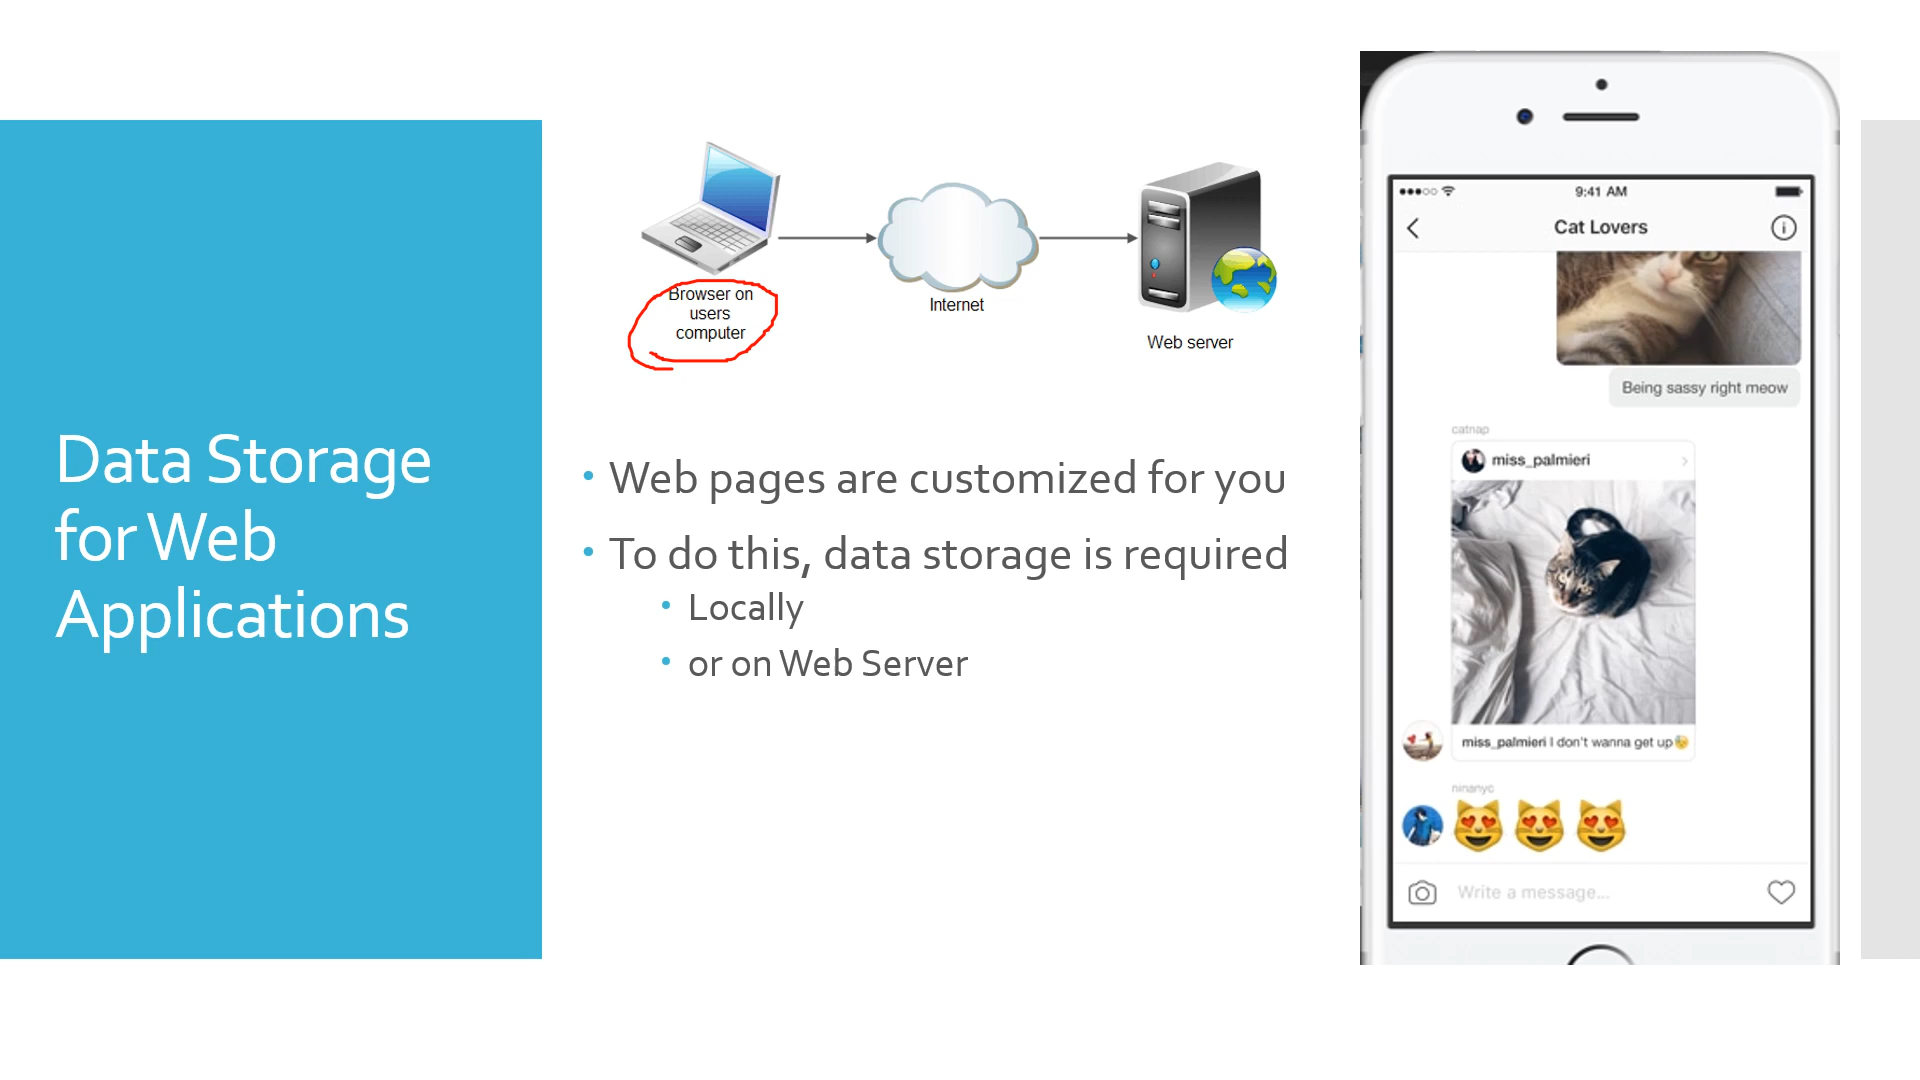 Data Storage
for Web
Applications
Browser on
users
computer
Internet
Web server
• Web pages are customized for you
• To do this, data storage is required
• Locally
• or on Web Server
9:41 AM
Cat Lovers
Being sassy right meow
catnap
miss_palmieri
miss_palmieri I don't wanna get up
ninanyc
Write a message...